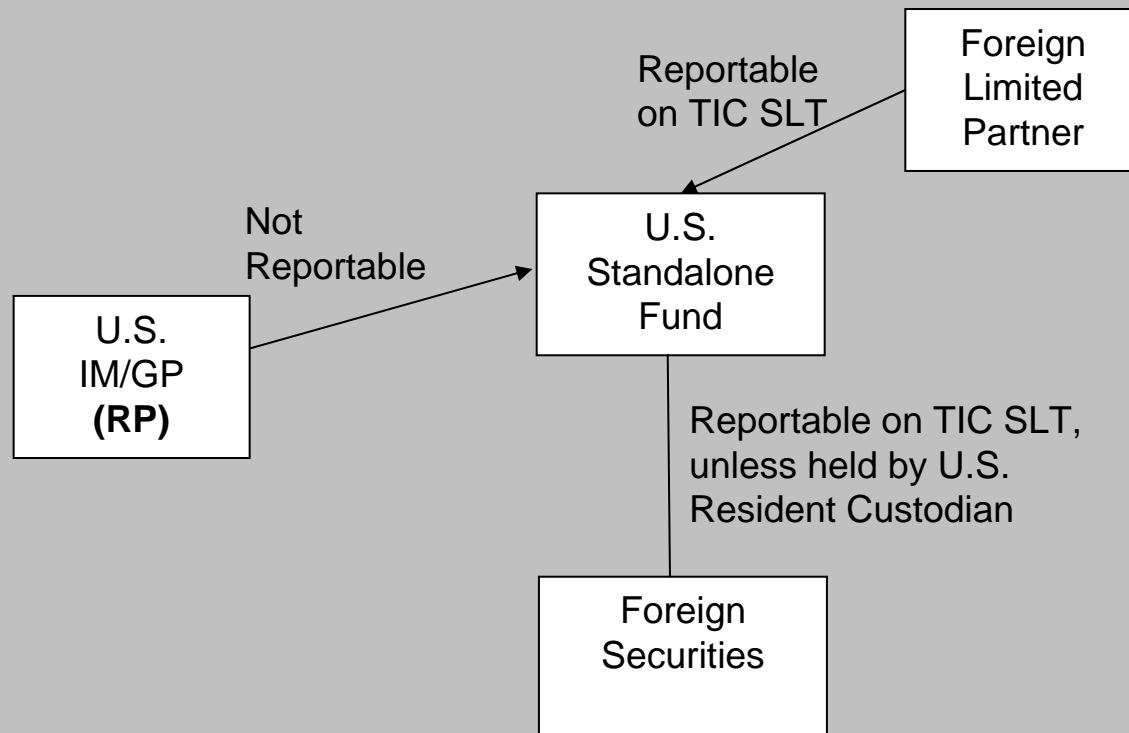 Foreign
Limited
Partner
Reportable
on TIC SLT
Not
Reportable
U.S.
Standalone
Fund
U.S.
IM/GP
(RP)
Reportable on TIC SLT,
unless held by U.S.
Resident Custodian
Foreign
Securities